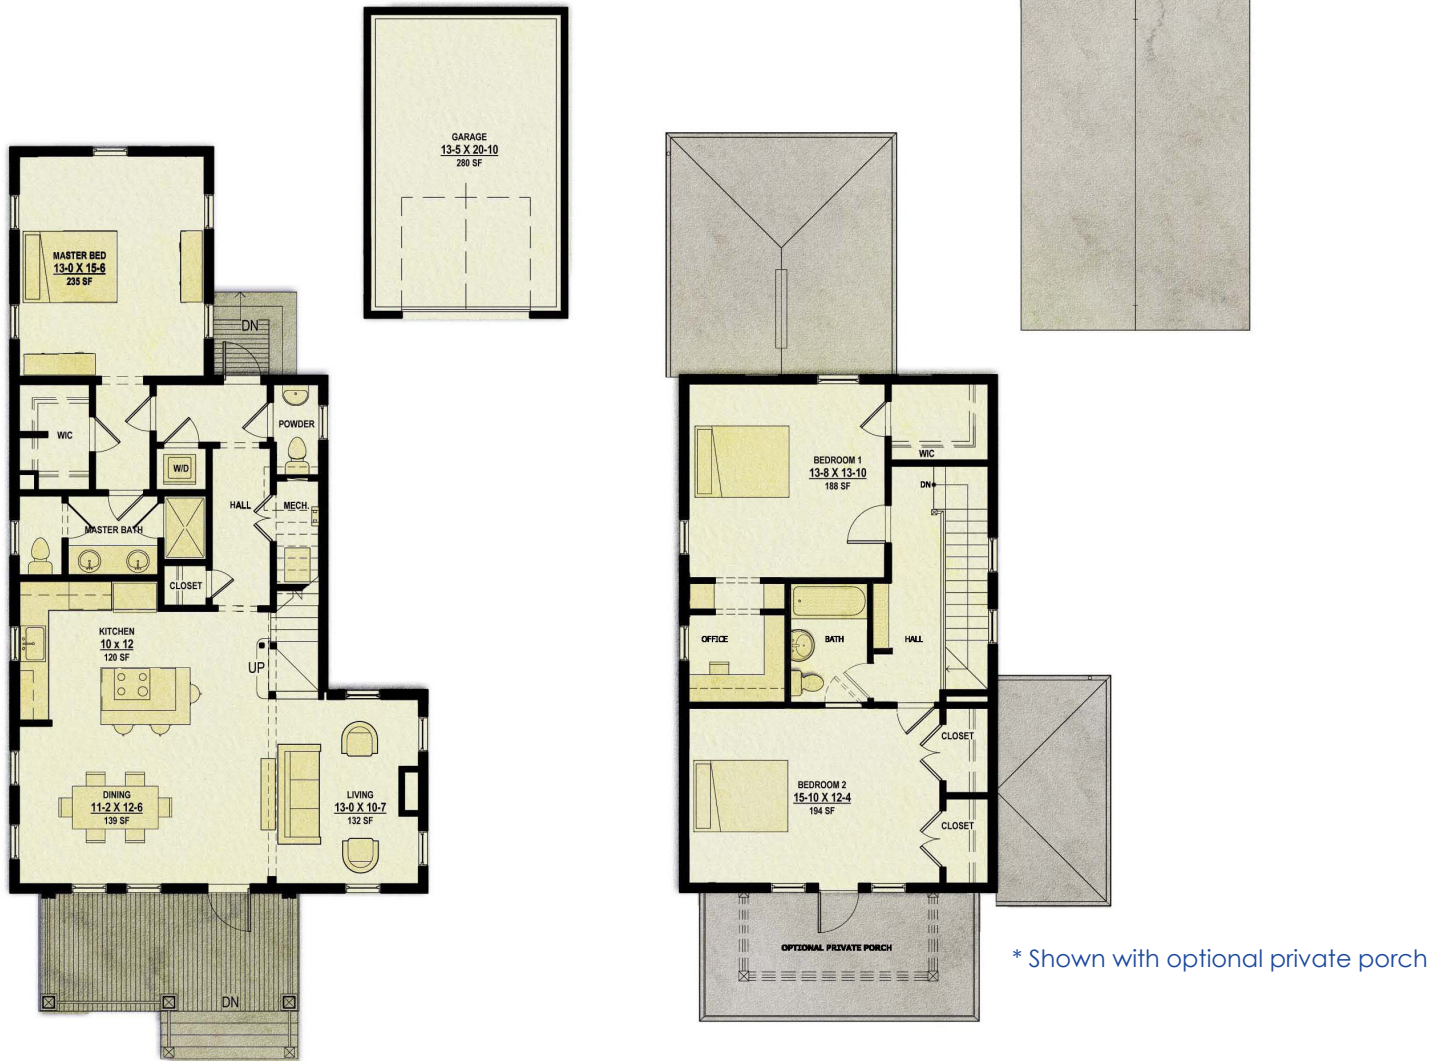 GARAGE
13-5 X 20-10
280 SF
MASTER BED
13-0 X 15-6
235 SF
DN
WIC
POWDER
W/D
HALL
MECH.
MASTER BATH
CLOSET
KITCHEN
10 x 12
120 SF
UP
DINING
11-2 X 12-6
139 SF
LIVING
13-0 X 10-7
132 SF
DN
BEDROOM 1
13-8 X 13-10
188 SF
WIC
DN
OFFICE
BATH
HALL
CLOSET
BEDROOM 2
15-10 X 12-4
194 SF
CLOSET
OPTIONAL PRIVATE PORCH
* Shown with optional private porch